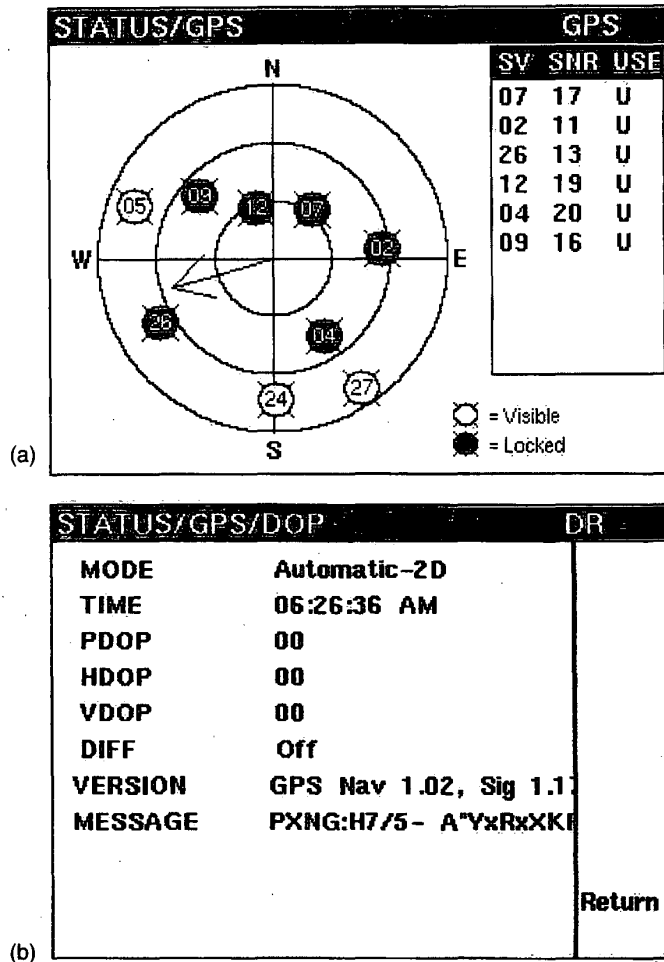 STATUS/GPS GPS
SV SNR USE
07 17 U
02 11 U
26 13 U
12 19 U
04 20 U
09 16 U
N
05 09 12 07
02
W E
26 04
24 27
S
= Visible
= Locked
(a)
STATUS/GPS/DOP DR
MODE Automatic-2D
TIME 06:26:36 AM
PDOP 00
HDOP 00
VDOP 00
DIFF Off
VERSION GPS Nav 1.02, Sig 1.17
MESSAGE PXNG:H7/5- A"YxRxXK
Return
(b)